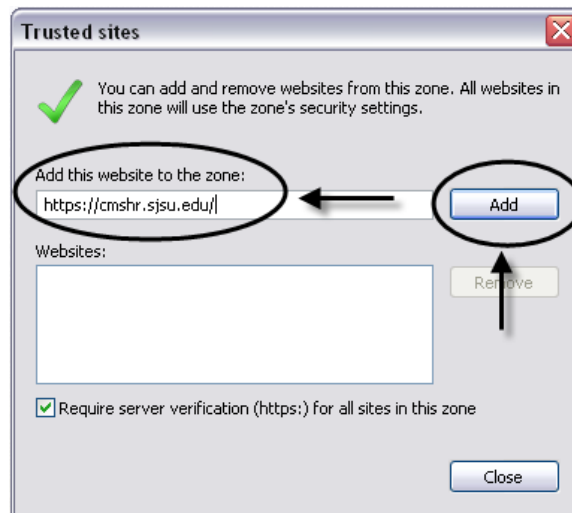 Trusted sites
You can add and remove websites from this zone. All websites in
this zone will use the zone's security settings.
Add this website to the zone:
https://cmshr.sjsu.edu/
Add
Websites:
Remove
Require server verification (https:) for all sites in this zone
Close